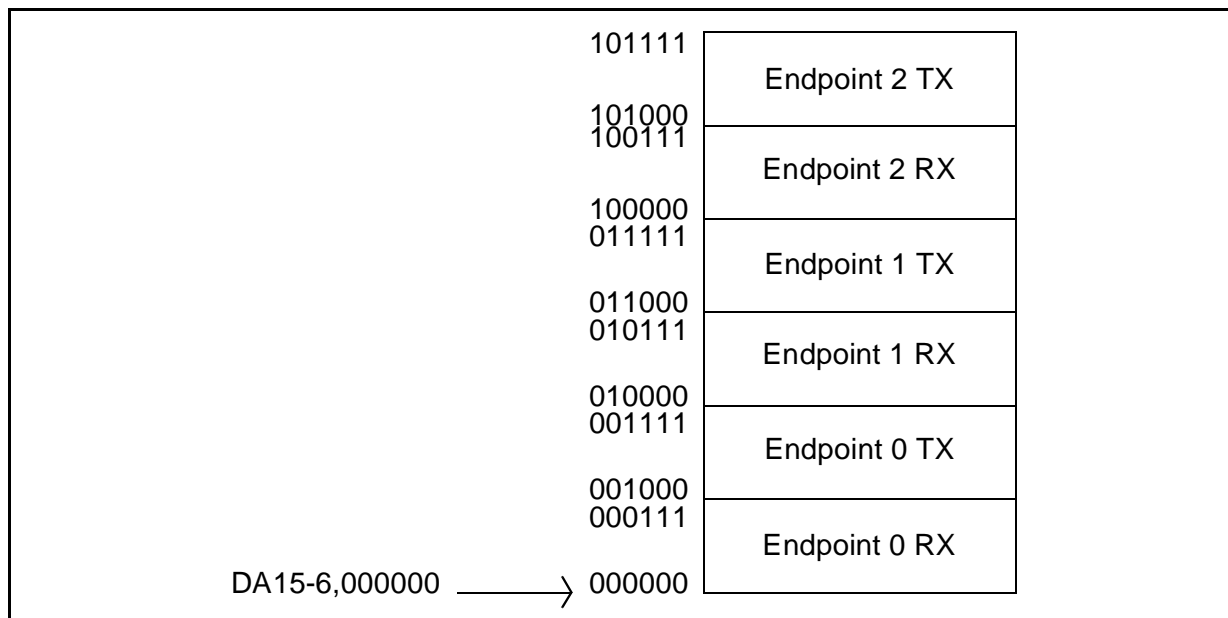 101111
Endpoint 2 TX
101000
100111
Endpoint 2 RX
100000
011111
Endpoint 1 TX
011000
010111
Endpoint 1 RX
010000
001111
Endpoint 0 TX
001000
000111
Endpoint 0 RX
DA15-6,000000 000000